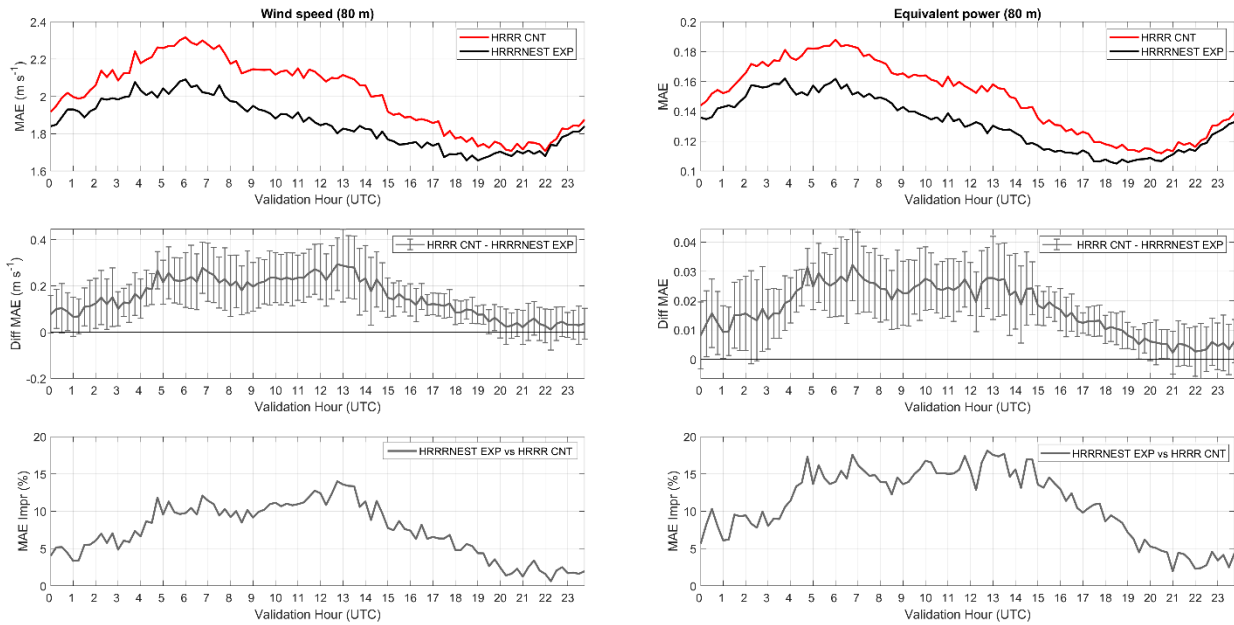 Wind speed (80 m)
2.4
2.2
2
1.8
1.6
MAE (m s⁻¹)
HRRR CNT
HRRRNEST EXP
0 1 2 3 4 5 6 7 8 9 10 11 12 13 14 15 16 17 18 19 20 21 22 23
Validation Hour (UTC)
Equivalent power (80 m)
0.2
0.18
0.16
0.14
0.12
0.1
MAE
HRRR CNT
HRRRNEST EXP
0 1 2 3 4 5 6 7 8 9 10 11 12 13 14 15 16 17 18 19 20 21 22 23
Validation Hour (UTC)
0.4
0.2
0
-0.2
Diff MAE (m s⁻¹)
HRRR CNT - HRRRNEST EXP
0 1 2 3 4 5 6 7 8 9 10 11 12 13 14 15 16 17 18 19 20 21 22 23
Validation Hour (UTC)
0.04
0.03
0.02
0.01
0
Diff MAE
HRRR CNT - HRRRNEST EXP
0 1 2 3 4 5 6 7 8 9 10 11 12 13 14 15 16 17 18 19 20 21 22 23
Validation Hour (UTC)
20
15
10
5
0
MAE Impr (%)
HRRRNEST EXP vs HRRR CNT
0 1 2 3 4 5 6 7 8 9 10 11 12 13 14 15 16 17 18 19 20 21 22 23
Validation Hour (UTC)
20
15
10
5
0
MAE Impr (%)
HRRRNEST EXP vs HRRR CNT
0 1 2 3 4 5 6 7 8 9 10 11 12 13 14 15 16 17 18 19 20 21 22 23
Validation Hour (UTC)